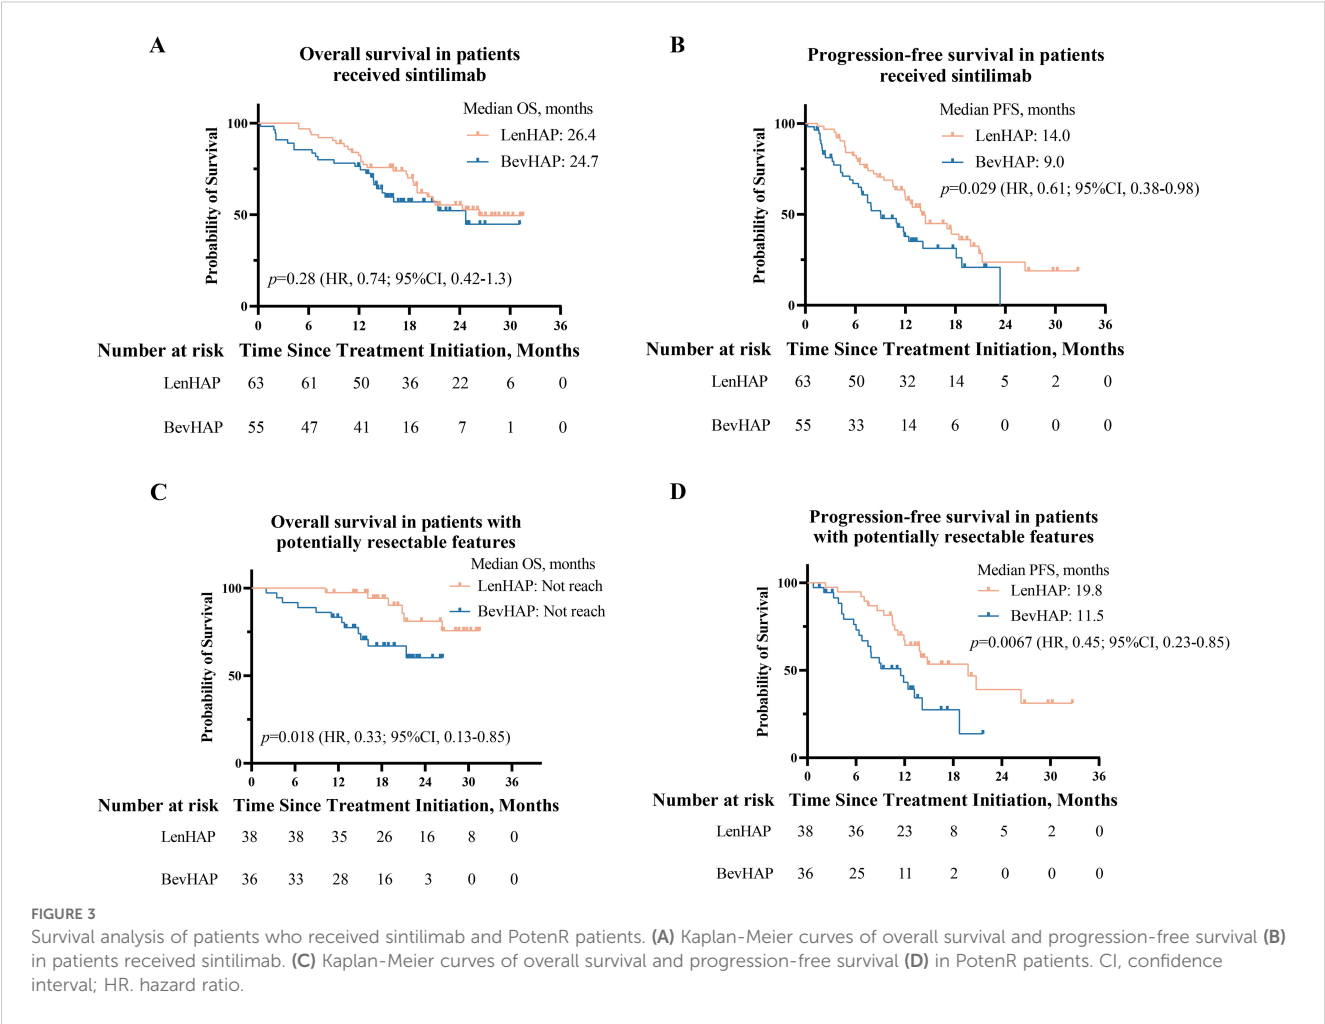 A
Overall survival in patients
received sintilimab
Median OS, months
LenHAP: 26.4
BevHAP: 24.7
Probability of Survival
100
50
0
p=0.28 (HR, 0.74; 95%CI, 0.42-1.3)
0 6 12 18 24 30 36
Number at risk Time Since Treatment Initiation, Months
LenHAP 63 61 50 36 22 6 0
BevHAP 55 47 41 16 7 1 0
B
Progression-free survival in patients
received sintilimab
Median PFS, months
LenHAP: 14.0
BevHAP: 9.0
p=0.029 (HR, 0.61; 95%CI, 0.38-0.98)
Probability of Survival
100
50
0
0 6 12 18 24 30 36
Number at risk Time Since Treatment Initiation, Months
LenHAP 63 50 32 14 5 2 0
BevHAP 55 33 14 6 0 0 0
C
Overall survival in patients with
potentially resectable features
Median OS, months
LenHAP: Not reach
BevHAP: Not reach
Probability of Survival
100
50
0
p=0.018 (HR, 0.33; 95%CI, 0.13-0.85)
0 6 12 18 24 30 36
Number at risk Time Since Treatment Initiation, Months
LenHAP 38 38 35 26 16 8 0
BevHAP 36 33 28 16 3 0 0
D
Progression-free survival in patients
with potentially resectable features
Median PFS, months
LenHAP: 19.8
BevHAP: 11.5
p=0.0067 (HR, 0.45; 95%CI, 0.23-0.85)
Probability of Survival
100
50
0
0 6 12 18 24 30 36
Number at risk Time Since Treatment Initiation, Months
LenHAP 38 36 23 8 5 2 0
BevHAP 36 25 11 2 0 0 0
FIGURE 3
Survival analysis of patients who received sintilimab and PotenR patients. (A) Kaplan-Meier curves of overall survival and progression-free survival (B)
in patients received sintilimab. (C) Kaplan-Meier curves of overall survival and progression-free survival (D) in PotenR patients. CI, confidence
interval; HR. hazard ratio.